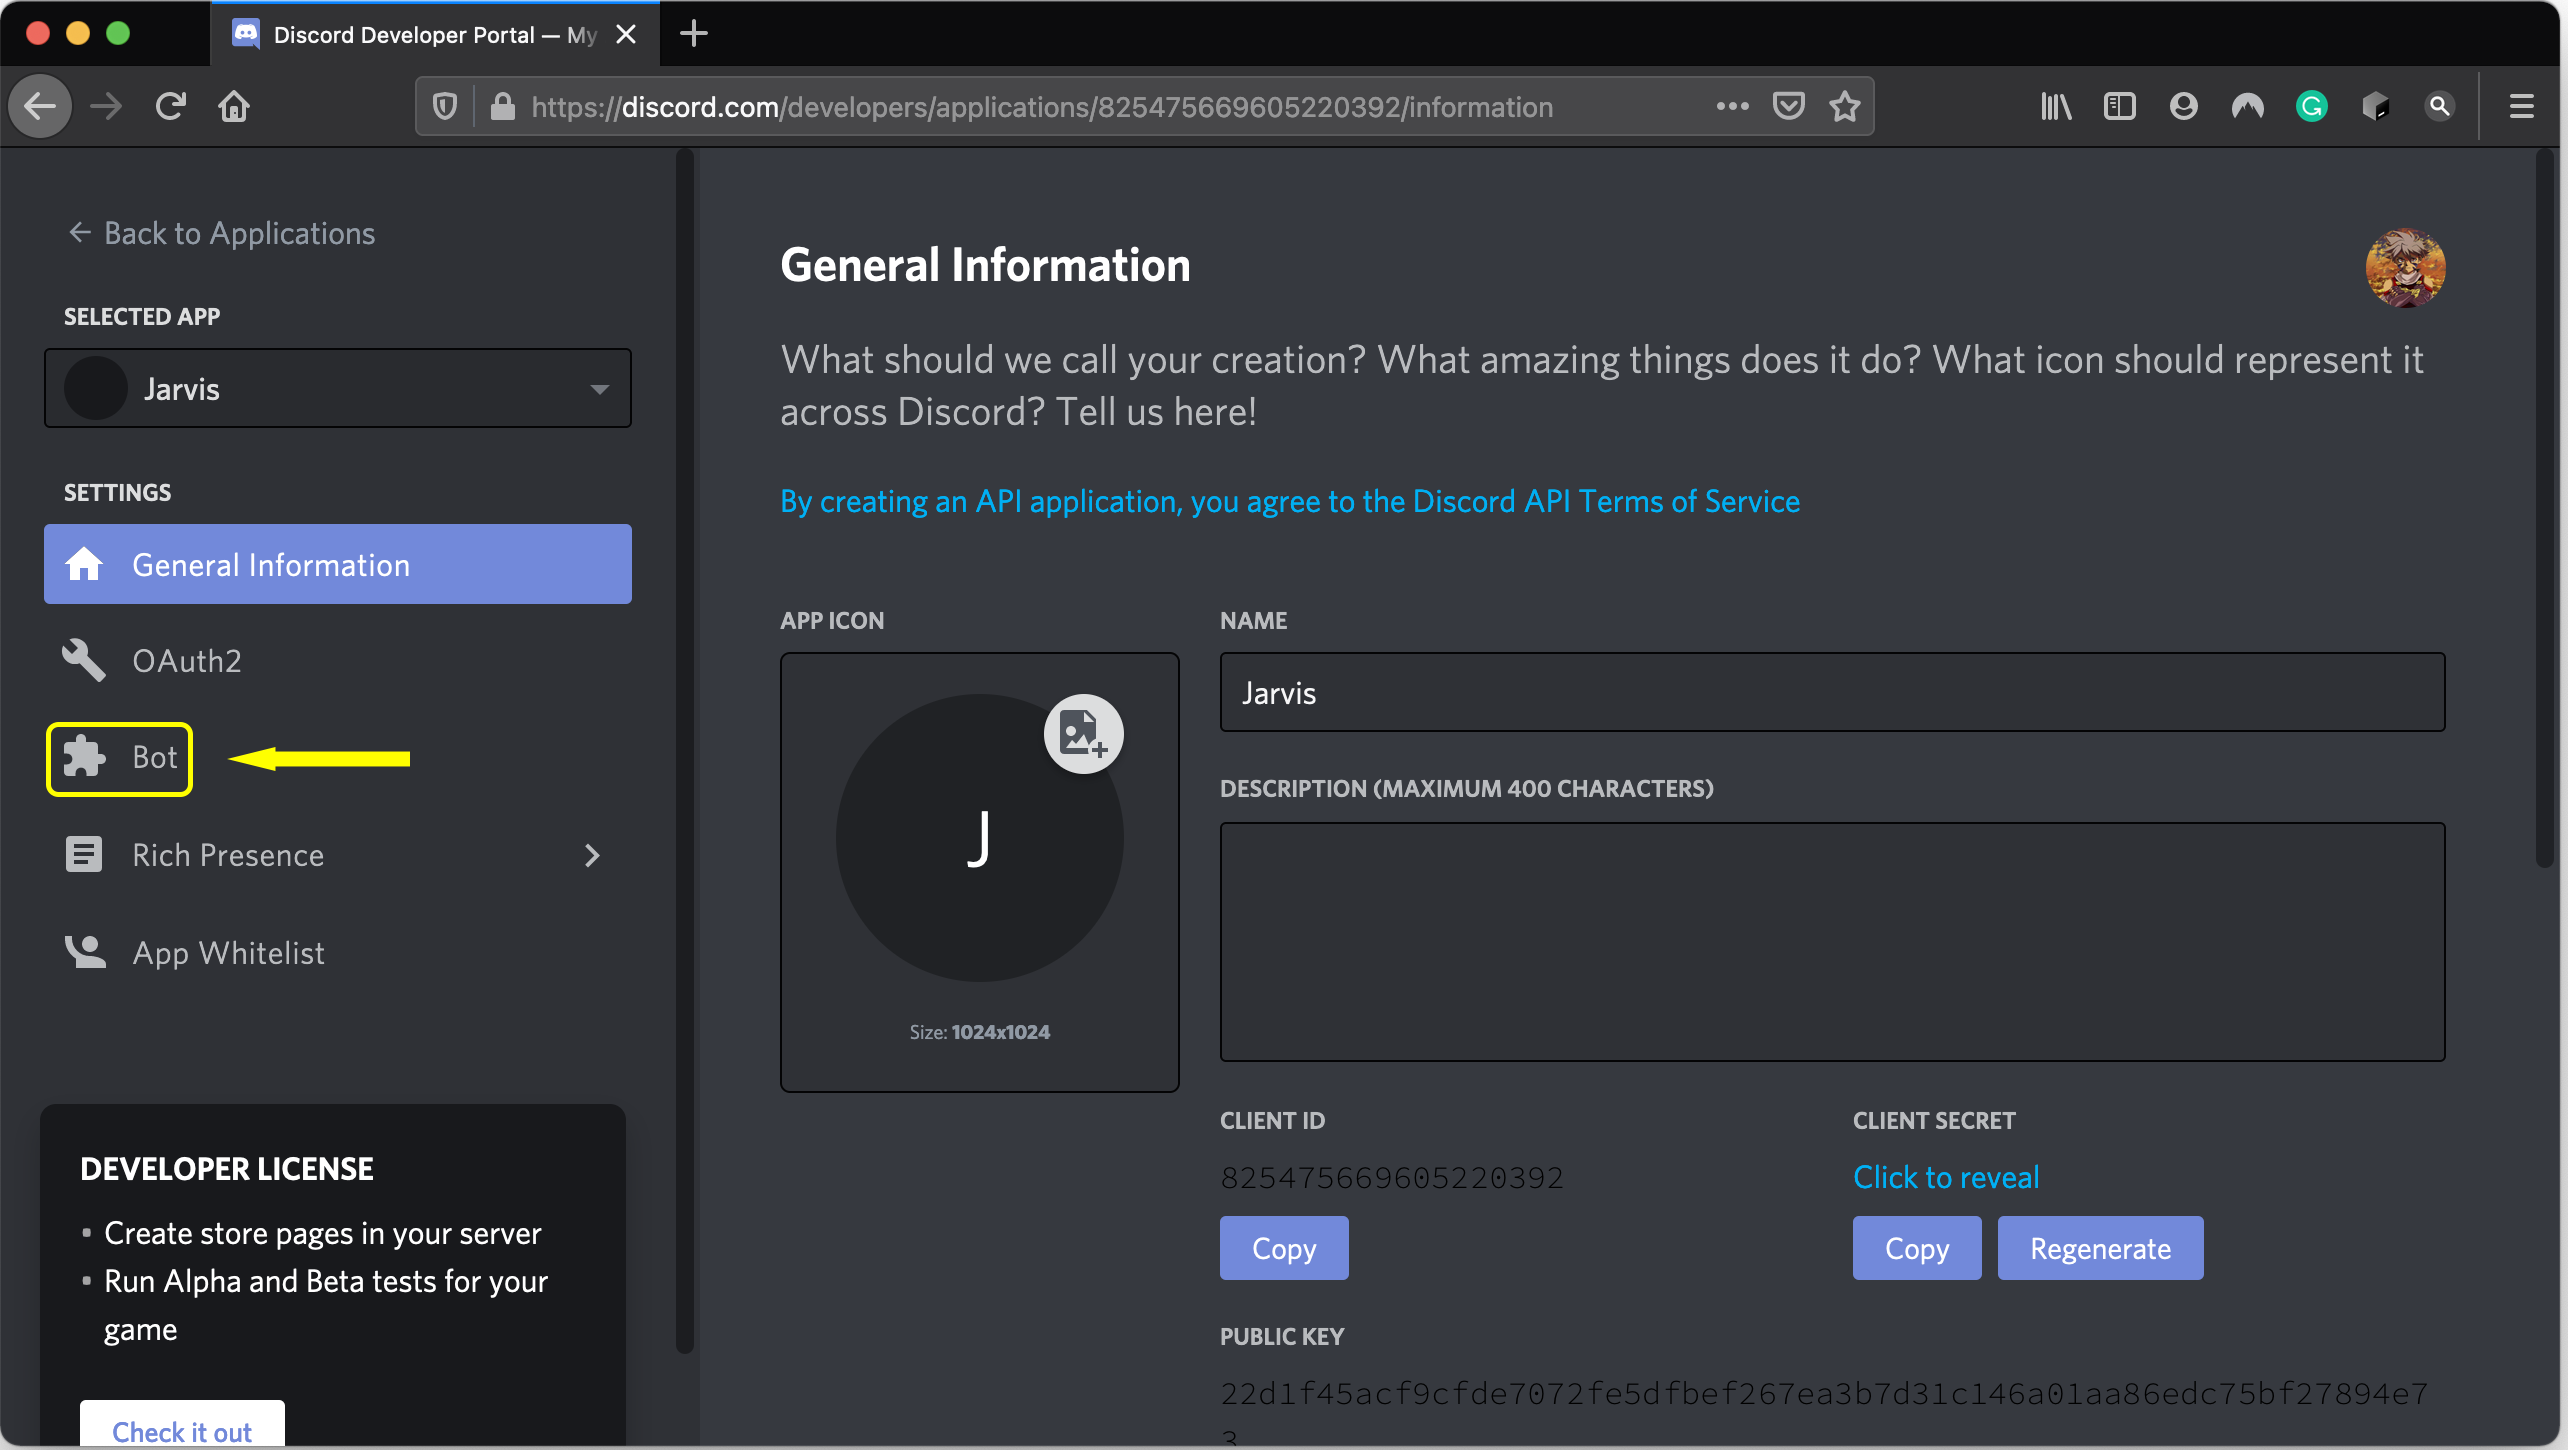 Discord Developer Portal — My
https://discord.com/developers/applications/825475669605220392/information
← Back to Applications
SELECTED APP
Jarvis
SETTINGS
General Information
OAuth2
Bot
Rich Presence
App Whitelist
DEVELOPER LICENSE
• Create store pages in your server
• Run Alpha and Beta tests for your
game
Check it out
General Information
What should we call your creation? What amazing things does it do? What icon should represent it
across Discord? Tell us here!
By creating an API application, you agree to the Discord API Terms of Service
APP ICON
J
Size: 1024x1024
NAME
Jarvis
DESCRIPTION (MAXIMUM 400 CHARACTERS)
CLIENT ID
825475669605220392
Copy
CLIENT SECRET
Click to reveal
Copy Regenerate
PUBLIC KEY
22d1f45acf9cfde7072fe5dfbef267ea3b7d31c146a01aa86edc75bf27894e7
3